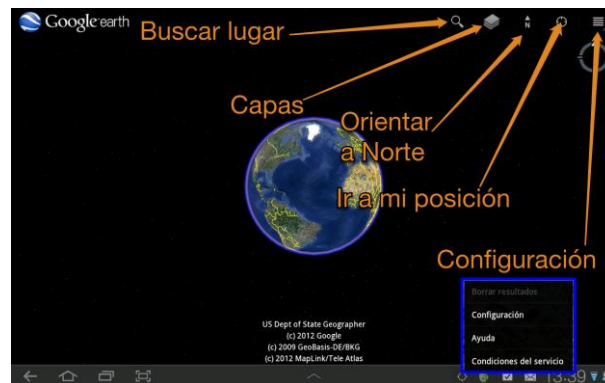 Google earth
Buscar lugar
N
Capas
Orientar
a Norte
Ir a mi posición
Configuración
Borrar resultados
Configuración
Ayuda
Condiciones del servicio
US Dept of State Geographer
(c) 2012 Google
(c) 2009 GeoBasis-DE/BKG
(c) 2012 MapLink/Tele Atlas
13:39